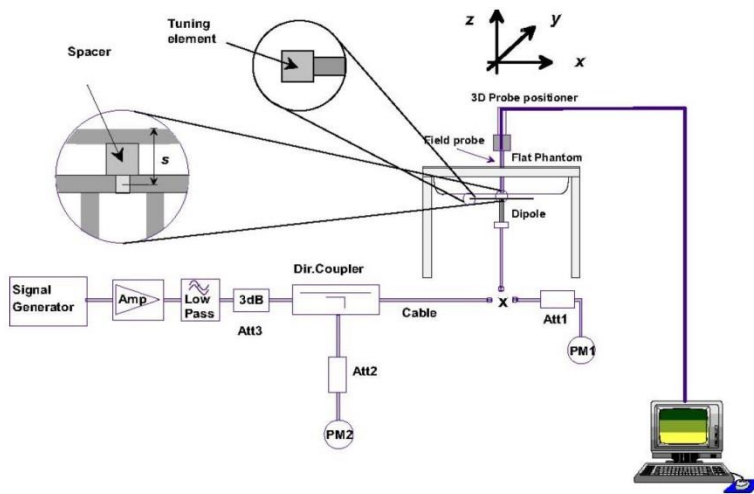 Tuning
element
Spacer
s
z
y
x
3D Probe positioner
Field probe
Flat Phantom
Dipole
Dir.Coupler
Signal
Generator
Amp
Low
Pass
3dB
Att3
Cable
x
Att1
PM1
Att2
PM2